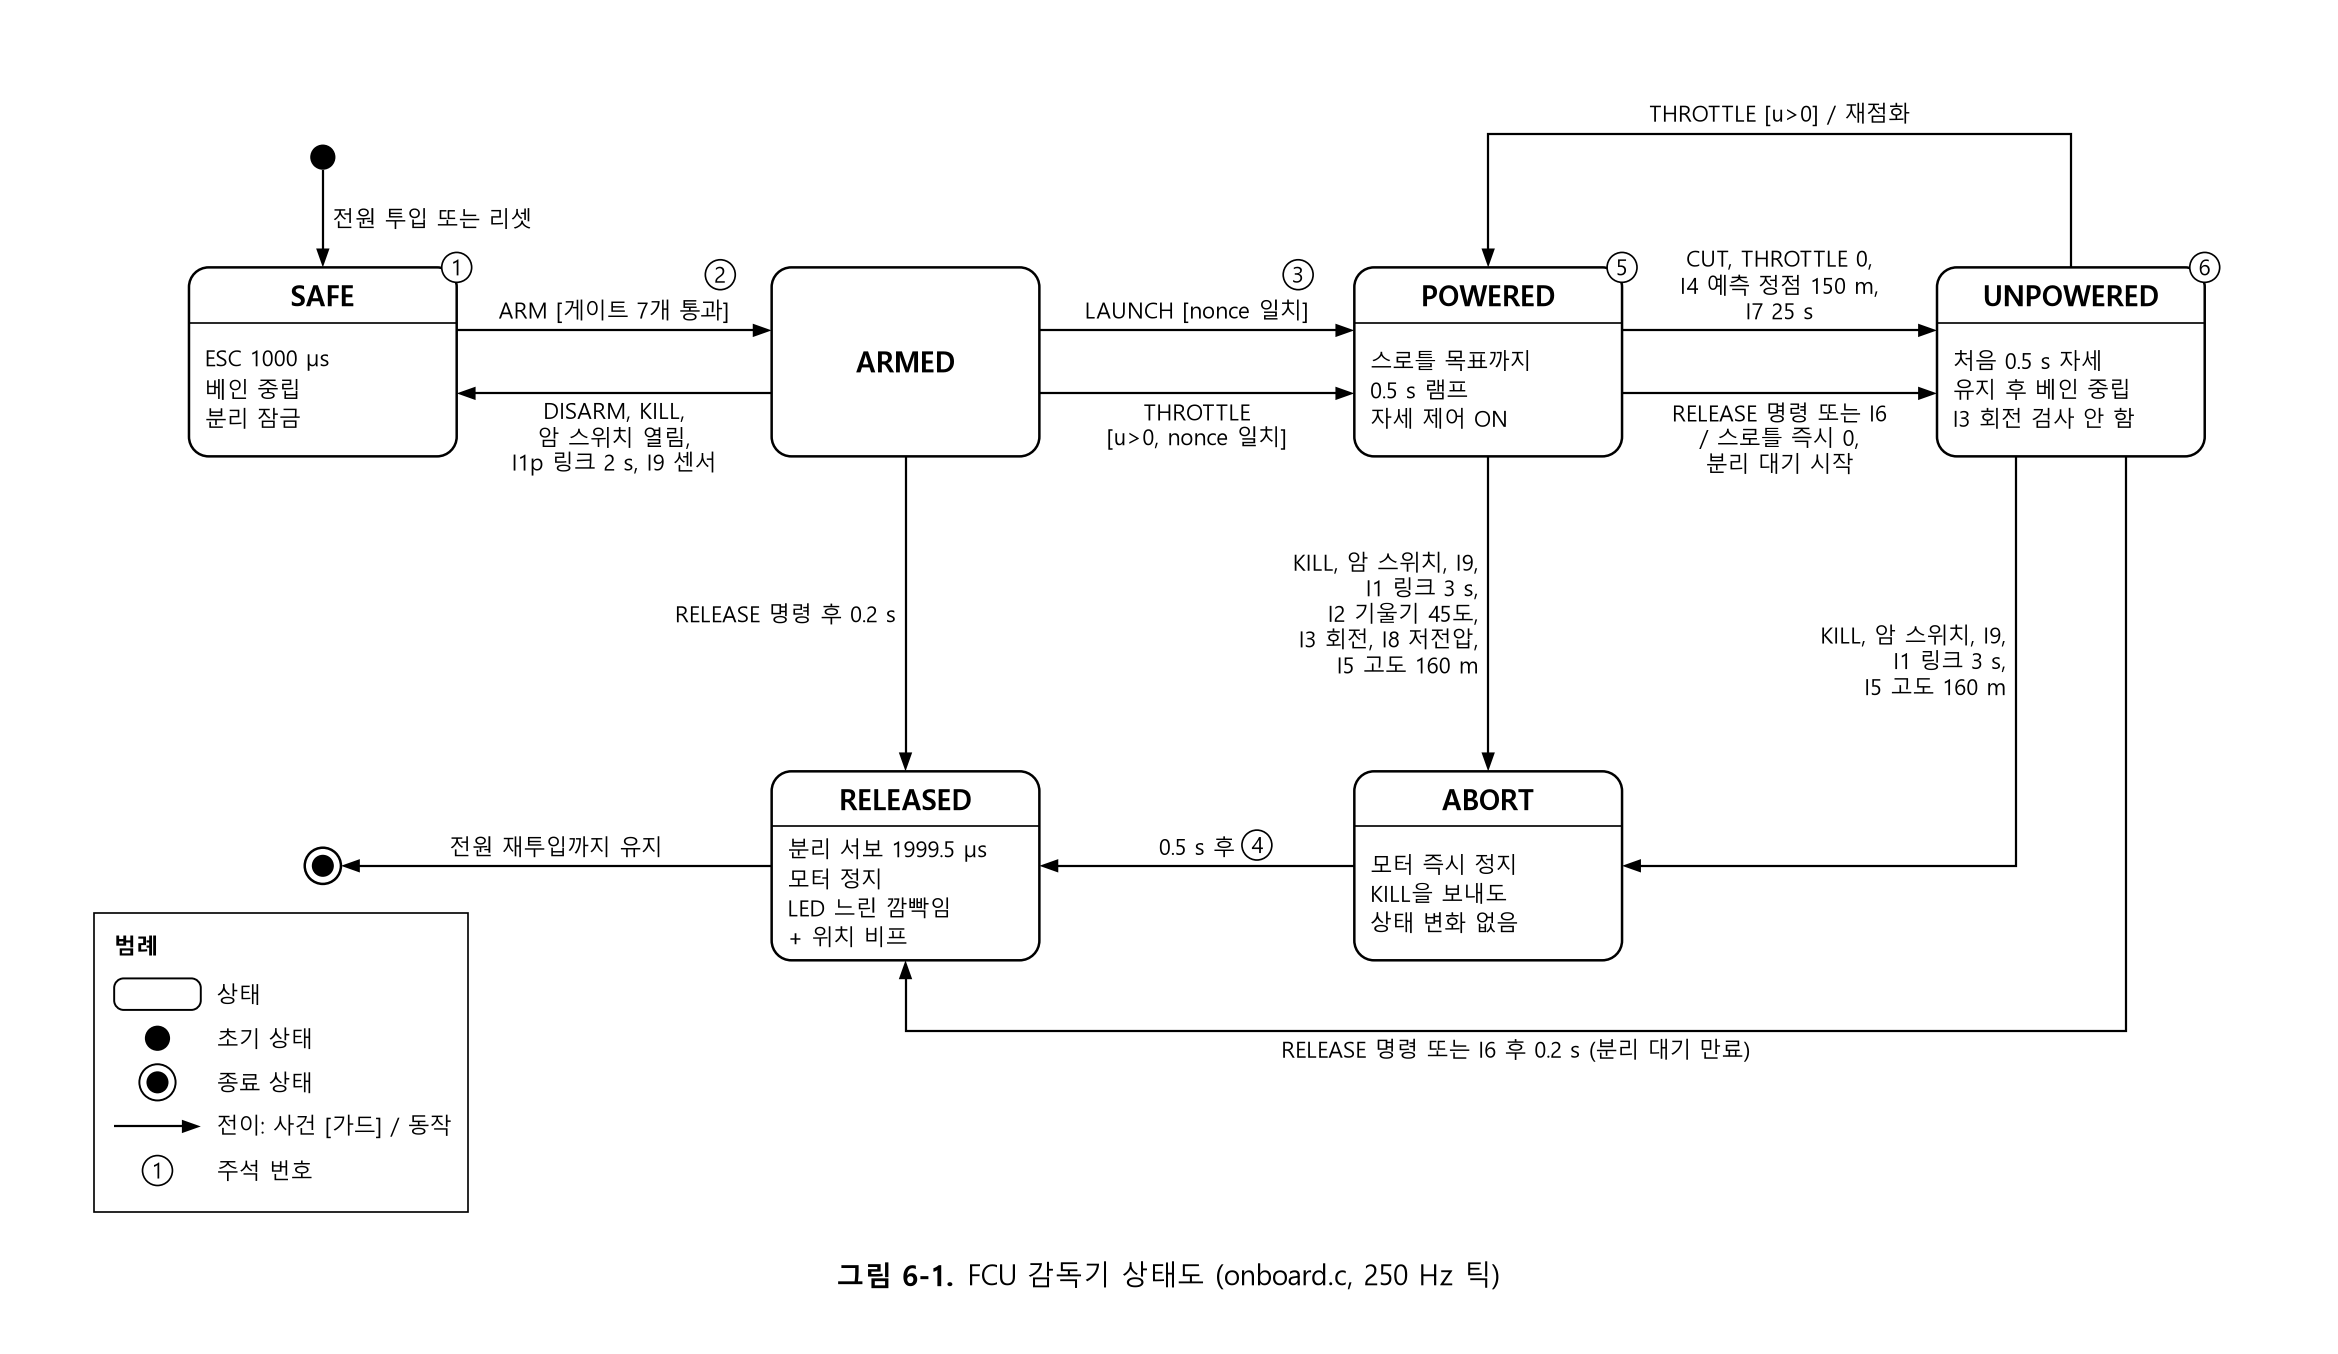 THROTTLE [u>0] / 재점화
전원 투입 또는 리셋
SAFE
1
ESC 1000 µs
베인 중립
분리 잠금
2
ARM [게이트 7개 통과]
DISARM, KILL,
암 스위치 열림,
I1p 링크 2 s, I9 센서
ARMED
3
LAUNCH [nonce 일치]
THROTTLE
[u>0, nonce 일치]
POWERED
5
스로틀 목표까지
0.5 s 램프
자세 제어 ON
CUT, THROTTLE 0,
I4 예측 정점 150 m,
I7 25 s
RELEASE 명령 또는 I6
/ 스로틀 즉시 0,
분리 대기 시작
UNPOWERED
6
처음 0.5 s 자세
유지 후 베인 중립
I3 회전 검사 안 함
RELEASE 명령 후 0.2 s
KILL, 암 스위치, I9,
I1 링크 3 s,
I2 기울기 45도,
I3 회전, I8 저전압,
I5 고도 160 m
KILL, 암 스위치, I9,
I1 링크 3 s,
I5 고도 160 m
전원 재투입까지 유지
RELEASED
분리 서보 1999.5 µs
모터 정지
LED 느린 깜빡임
+ 위치 비프
0.5 s 후 4
ABORT
모터 즉시 정지
KILL을 보내도
상태 변화 없음
RELEASE 명령 또는 I6 후 0.2 s (분리 대기 만료)
범례
상태
초기 상태
종료 상태
전이: 사건 [가드] / 동작
1 주석 번호
그림 6-1. FCU 감독기 상태도 (onboard.c, 250 Hz 틱)